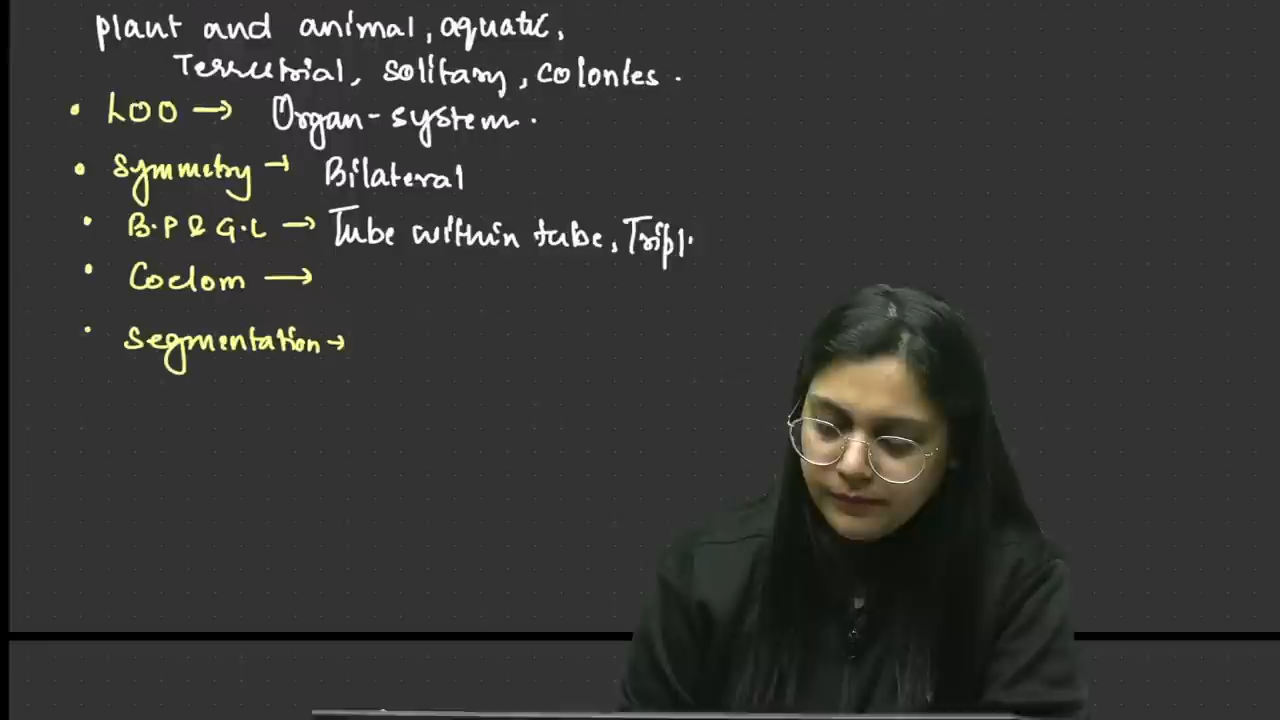 plant and animal, aquatic,
Terrestrial, solitary, colonies.
• LOO → Organ-system.
• Symmetry → Bilateral
• B.P & G.L → Tube within tube, Tripl.
• Coelom →
• Segmentation →